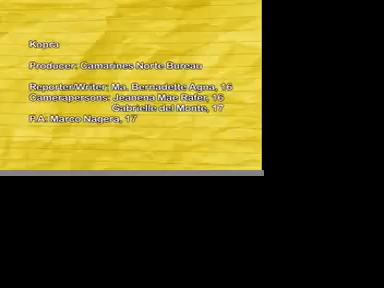 Kopra
Producer: Camarines Norte Bureau
Reporter/Writer: Ma. Bernadette Agna, 16
Camerapersons: Jeanena Mae Rafer, 16
Gabrielle del Monte, 17
P.A. Marco Nagera, 17